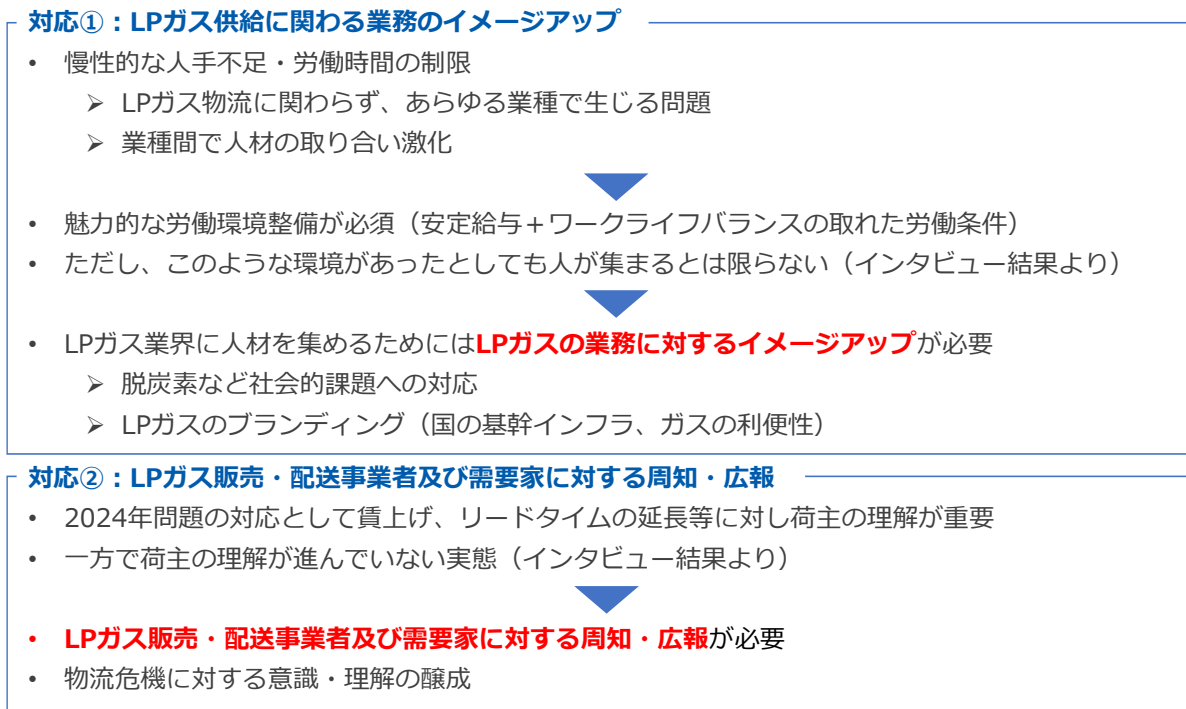 対応①：LPガス供給に関わる業務のイメージアップ
• 慢性的な人手不足・労働時間の制限
➢ LPガス物流に関わらず、あらゆる業種で生じる問題
➢ 業種間で人材の取り合い激化
• 魅力的な労働環境整備が必須（安定給与＋ワークライフバランスの取れた労働条件）
• ただし、このような環境があったとしても人が集まるとは限らない（インタビュー結果より）
• LPガス業界に人材を集めるためにはLPガスの業務に対するイメージアップが必要
➢ 脱炭素など社会的課題への対応
➢ LPガスのブランディング（国の基幹インフラ、ガスの利便性）
対応②：LPガス販売・配送事業者及び需要家に対する周知・広報
• 2024年問題の対応として賃上げ、リードタイムの延長等に対し荷主の理解が重要
• 一方で荷主の理解が進んでいない実態（インタビュー結果より）
• LPガス販売・配送事業者及び需要家に対する周知・広報が必要
• 物流危機に対する意識・理解の醸成